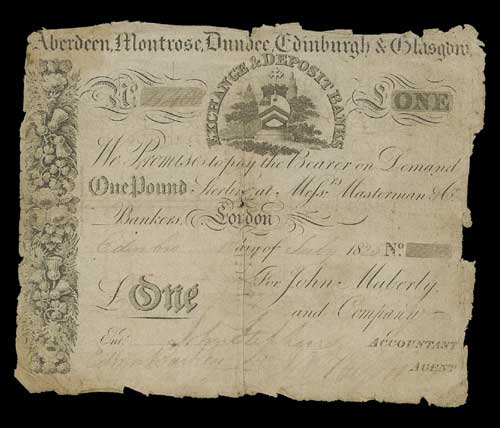 Aberdeen, Montrose, Dundee, Edinburgh & Glasgow,
EXCHANGE & DEPOSIT BANKS
No. £ONE
We Promise to pay the Bearer on Demand
One Pound Sterlg. at Messrs. Masterman & Co.
Bankers, London
day of July 1825 No.
For John Maberly
£ One
and Company
Ent. ACCOUNTANT
AGENT